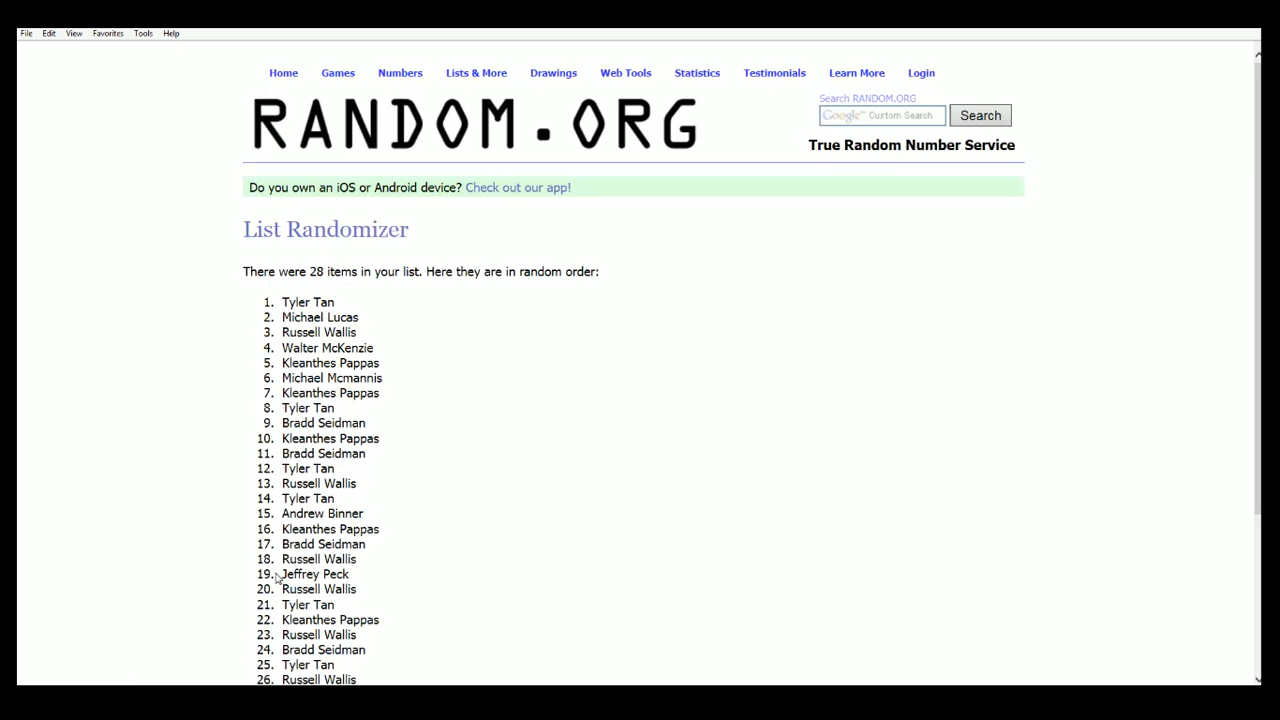 File Edit View Favorites Tools Help
Home Games Numbers Lists & More Drawings Web Tools Statistics Testimonials Learn More Login
RANDOM.ORG
Search RANDOM.ORG
Google™ Custom Search Search
True Random Number Service
Do you own an iOS or Android device? Check out our app!
List Randomizer
There were 28 items in your list. Here they are in random order:
1. Tyler Tan
2. Michael Lucas
3. Russell Wallis
4. Walter McKenzie
5. Kleanthes Pappas
6. Michael Mcmannis
7. Kleanthes Pappas
8. Tyler Tan
9. Bradd Seidman
10. Kleanthes Pappas
11. Bradd Seidman
12. Tyler Tan
13. Russell Wallis
14. Tyler Tan
15. Andrew Binner
16. Kleanthes Pappas
17. Bradd Seidman
18. Russell Wallis
19. Jeffrey Peck
20. Russell Wallis
21. Tyler Tan
22. Kleanthes Pappas
23. Russell Wallis
24. Bradd Seidman
25. Tyler Tan
26. Russell Wallis